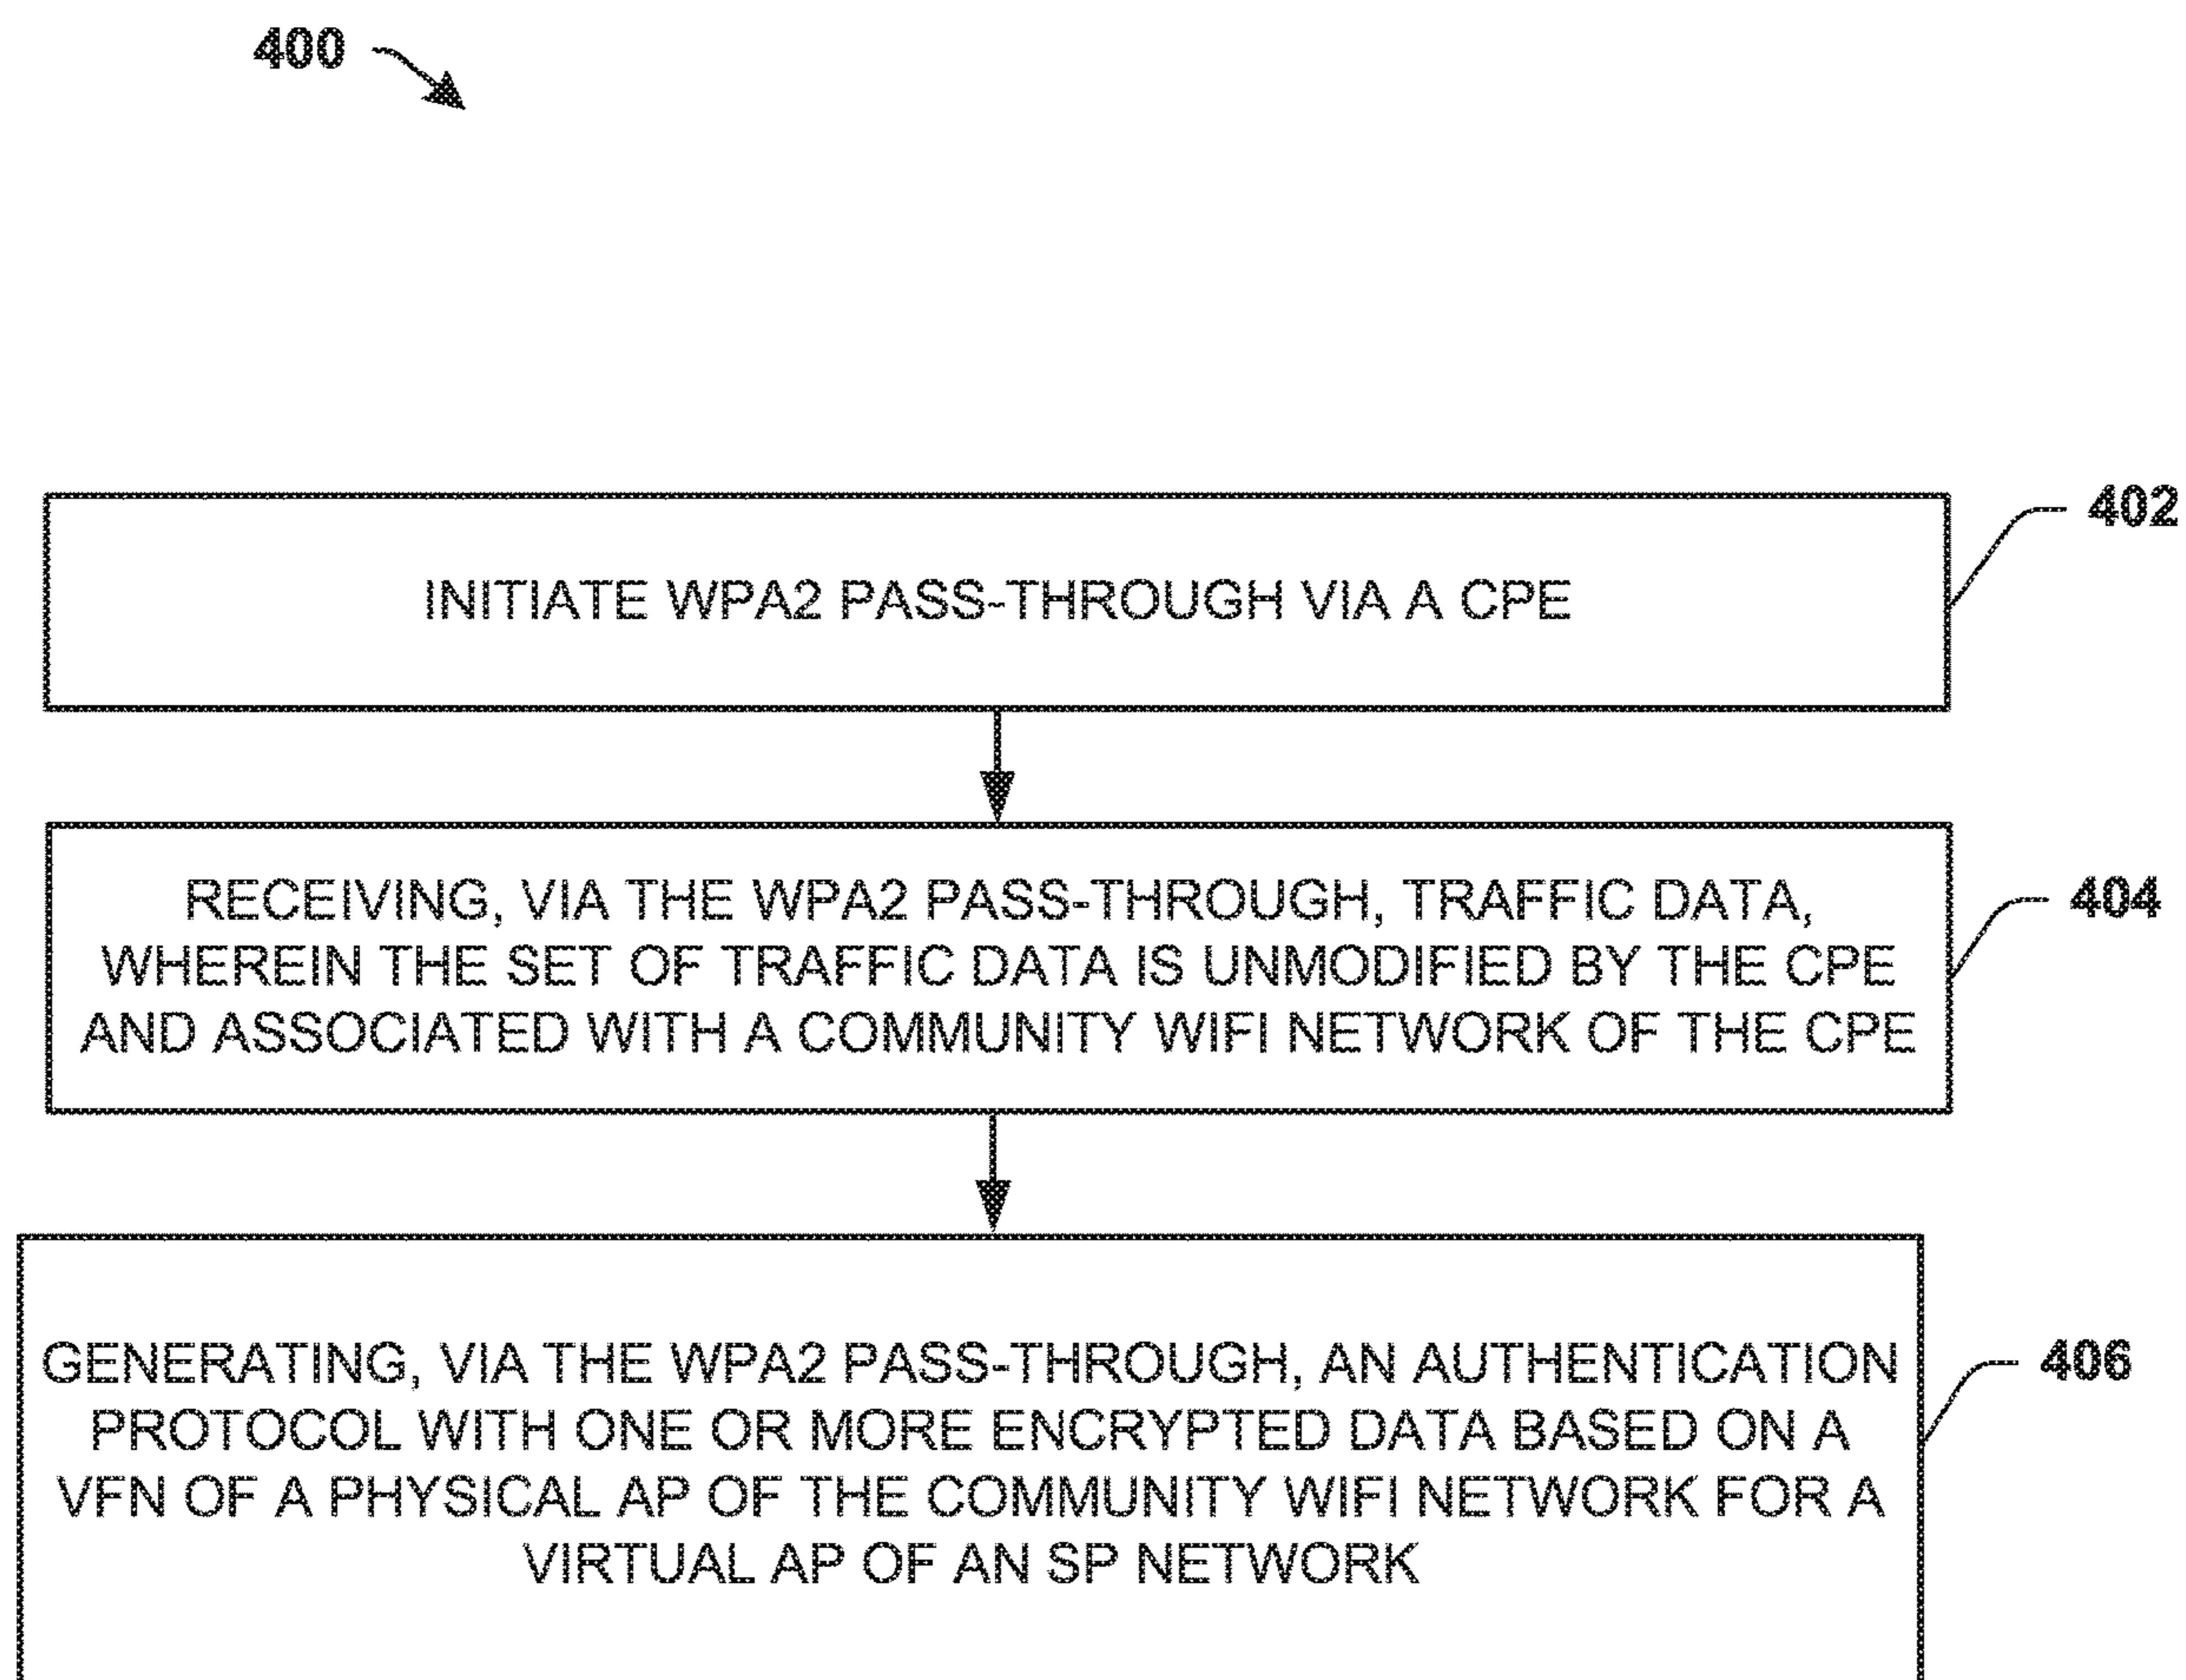 400
402
INITIATE WPA2 PASS-THROUGH VIA A CPE
404
RECEIVING, VIA THE WPA2 PASS-THROUGH, TRAFFIC DATA,
WHEREIN THE SET OF TRAFFIC DATA IS UNMODIFIED BY THE CPE
AND ASSOCIATED WITH A COMMUNITY WIFI NETWORK OF THE CPE
406
GENERATING, VIA THE WPA2 PASS-THROUGH, AN AUTHENTICATION
PROTOCOL WITH ONE OR MORE ENCRYPTED DATA BASED ON A
VFN OF A PHYSICAL AP OF THE COMMUNITY WIFI NETWORK FOR A
VIRTUAL AP OF AN SP NETWORK